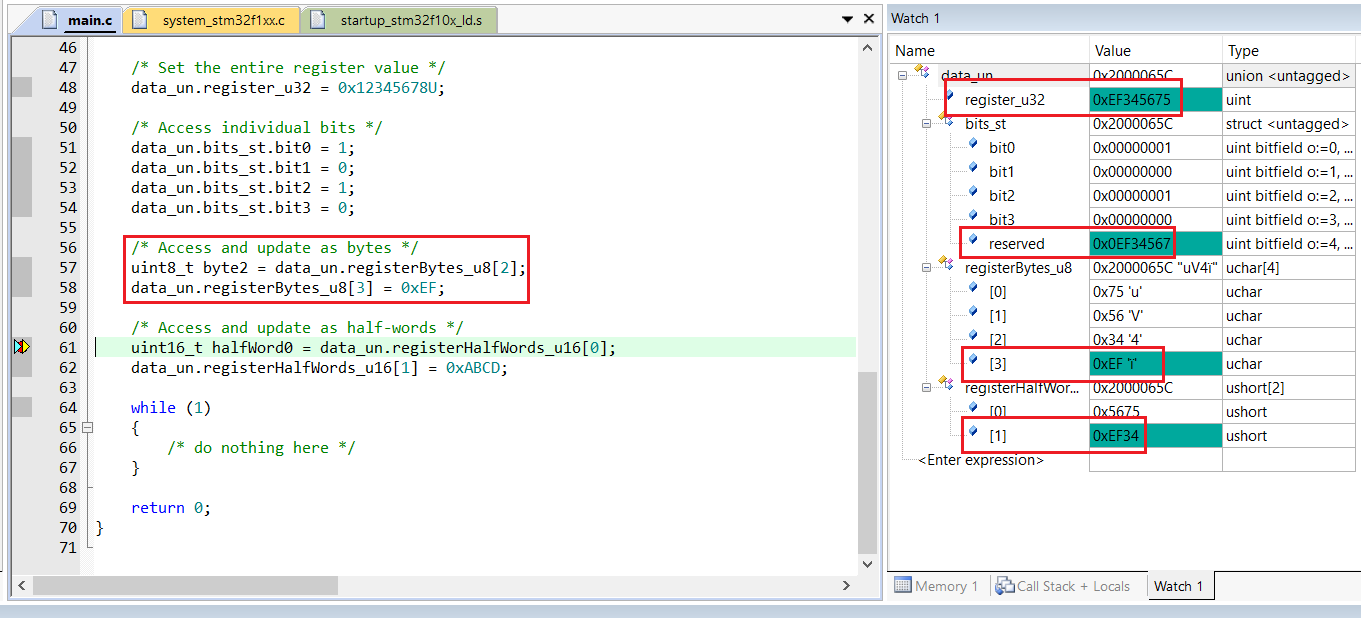 main.c system_stm32f1xx.c startup_stm32f10x_ld.s
46
47 /* Set the entire register value */
48 data_un.register_u32 = 0x12345678U;
49
50 /* Access individual bits */
51 data_un.bits_st.bit0 = 1;
52 data_un.bits_st.bit1 = 0;
53 data_un.bits_st.bit2 = 1;
54 data_un.bits_st.bit3 = 0;
55
56 /* Access and update as bytes */
57 uint8_t byte2 = data_un.registerBytes_u8[2];
58 data_un.registerBytes_u8[3] = 0xEF;
59
60 /* Access and update as half-words */
61 uint16_t halfWord0 = data_un.registerHalfWords_u16[0];
62 data_un.registerHalfWords_u16[1] = 0xABCD;
63
64 while (1)
65 {
66 /* do nothing here */
67 }
68
69 return 0;
70 }
71
Watch 1
Name Value Type
data_un 0x2000065C union <untagged>
register_u32 0xEF345675 uint
bits_st 0x2000065C struct <untagged>
bit0 0x00000001 uint bitfield o:=0, ...
bit1 0x00000000 uint bitfield o:=1, ...
bit2 0x00000001 uint bitfield o:=2, ...
bit3 0x00000000 uint bitfield o:=3, ...
reserved 0x0EF34567 uint bitfield o:=4, ...
registerBytes_u8 0x2000065C "uV4ï" uchar[4]
[0] 0x75 'u' uchar
[1] 0x56 'V' uchar
[2] 0x34 '4' uchar
[3] 0xEF 'ï' uchar
registerHalfWor... 0x2000065C ushort[2]
[0] 0x5675 ushort
[1] 0xEF34 ushort
<Enter expression>
Memory 1 Call Stack + Locals Watch 1